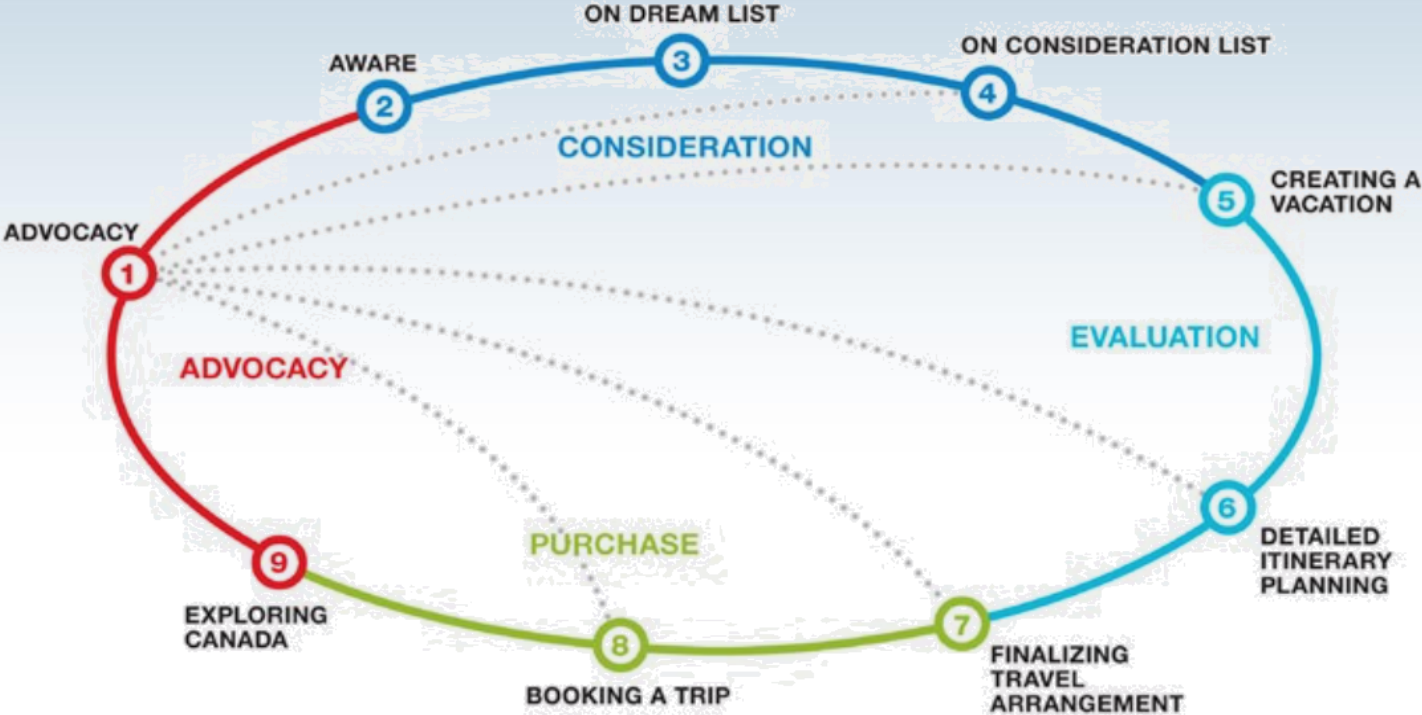 ON DREAM LIST
3
ON CONSIDERATION LIST
AWARE
2
4
CONSIDERATION
CREATING A
VACATION
5
ADVOCACY
1
EVALUATION
ADVOCACY
6
DETAILED
ITINERARY
PLANNING
PURCHASE
9
EXPLORING
CANADA
7
FINALIZING
TRAVEL
ARRANGEMENT
8
BOOKING A TRIP